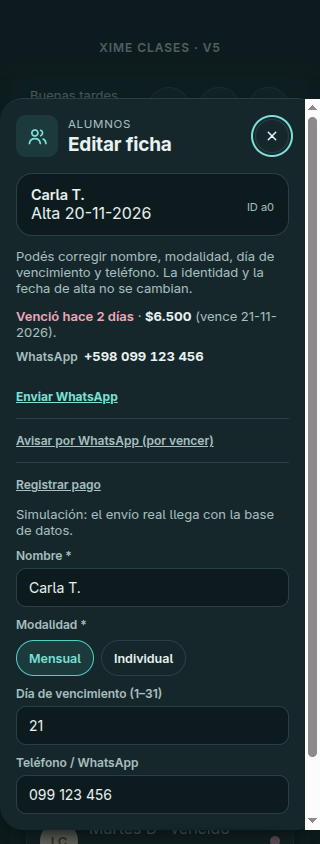 XIME CLASES · V5
Buenas tardes
ALUMNOS
Editar ficha
Carla T.
Alta 20-11-2026
ID a0
Podés corregir nombre, modalidad, día de
vencimiento y teléfono. La identidad y la
fecha de alta no se cambian.
Venció hace 2 días · $6.500 (vence 21-11-
2026).
WhatsApp +598 099 123 456
Enviar WhatsApp
Avisar por WhatsApp (por vencer)
Registrar pago
Simulación: el envío real llega con la base
de datos.
Nombre *
Carla T.
Modalidad *
Mensual
Individual
Día de vencimiento (1–31)
21
Teléfono / WhatsApp
099 123 456
LC